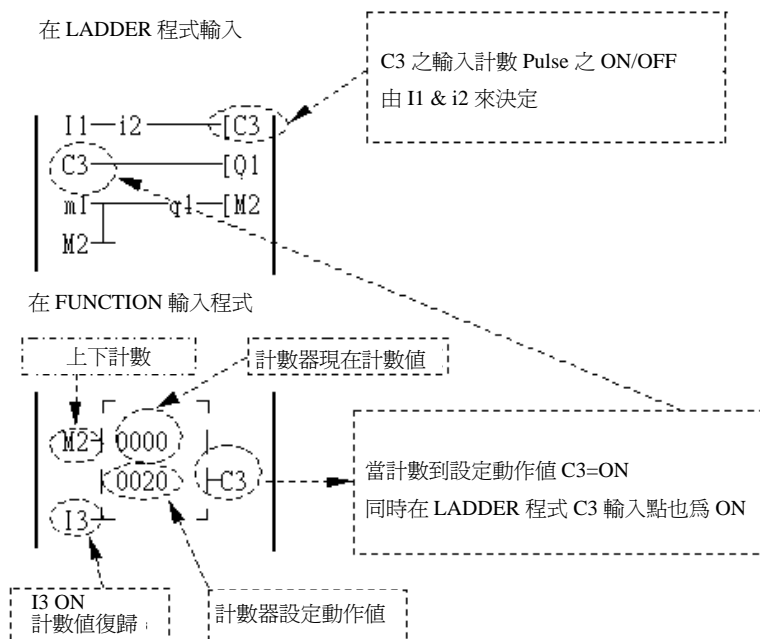 在 LADDER 程式輸入
C3 之輸入計數 Pulse 之 ON/OFF
由 I1 & i2 來決定
I1 i2 [C3
C3 [Q1
m1 q1 [M2
M2
在 FUNCTION 輸入程式
上下計數
計數器現在計數值
M2 0000
0020 C3
I3
當計數到設定動作值 C3=ON
同時在 LADDER 程式 C3 輸入點也爲 ON
I3 ON
計數值復歸
計數器設定動作值